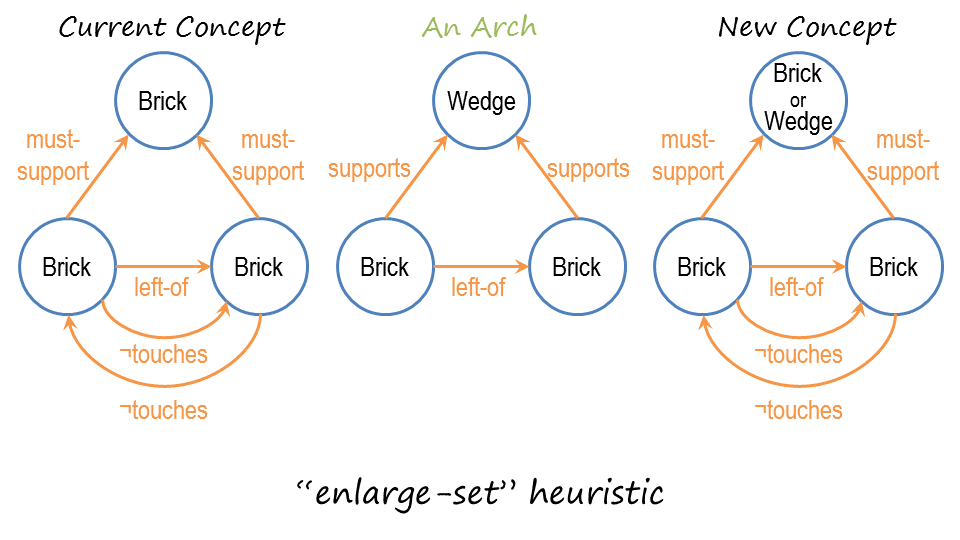 Current Concept
An Arch
New Concept
Brick
must-
support
must-
support
Brick
Brick
left-of
¬touches
¬touches
Wedge
supports
supports
Brick
Brick
left-of
Brick
or
Wedge
must-
support
must-
support
Brick
Brick
left-of
¬touches
¬touches
“enlarge-set” heuristic